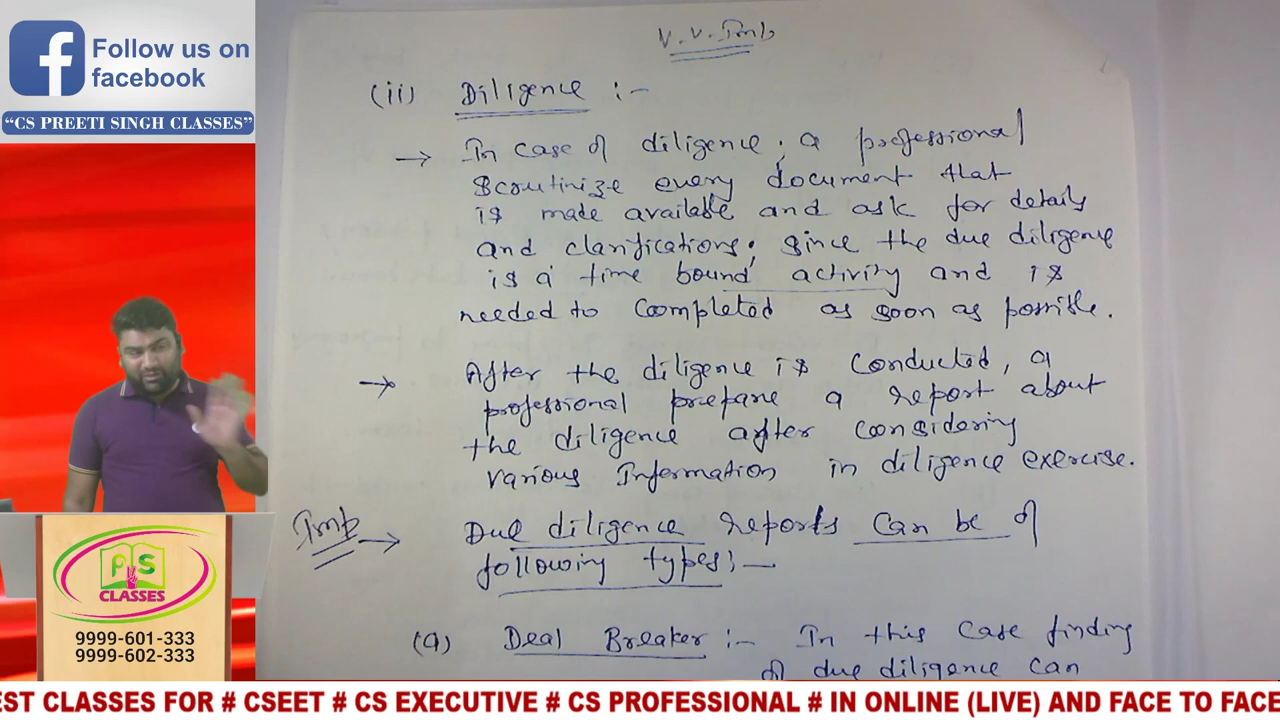 Follow us on
facebook
“CS PREETI SINGH CLASSES”
V.V. Imp
(ii) Diligence :-
→ In case of diligence, a professional
scrutinize every document that
is made available and ask for details
and clarifications, since the due diligence
is a time bound activity and is
needed to completed as soon as possible.
→ After the diligence is conducted, a
professional prepare a report about
the diligence after considering
various Information in diligence exercise.
Imp → Due diligence reports can be of
following types:-
(a) Deal Breaker :- In this case finding
of due diligence can
PS
CLASSES
9999-601-333
9999-602-333
EST CLASSES FOR # CSEET # CS EXECUTIVE # CS PROFESSIONAL # IN ONLINE (LIVE) AND FACE TO FACE